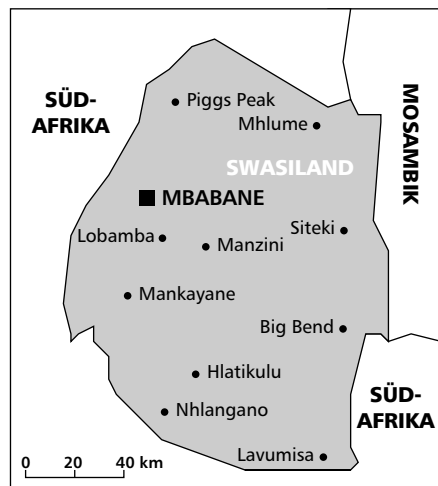 SÜD-
AFRIKA
MOSAMBIK
Piggs Peak
Mhlume
SWASILAND
MBABANE
Siteki
Lobamba
Manzini
Mankayane
Big Bend
Hlatikulu
SÜD-
AFRIKA
Nhlangano
Lavumisa
0 20 40 km